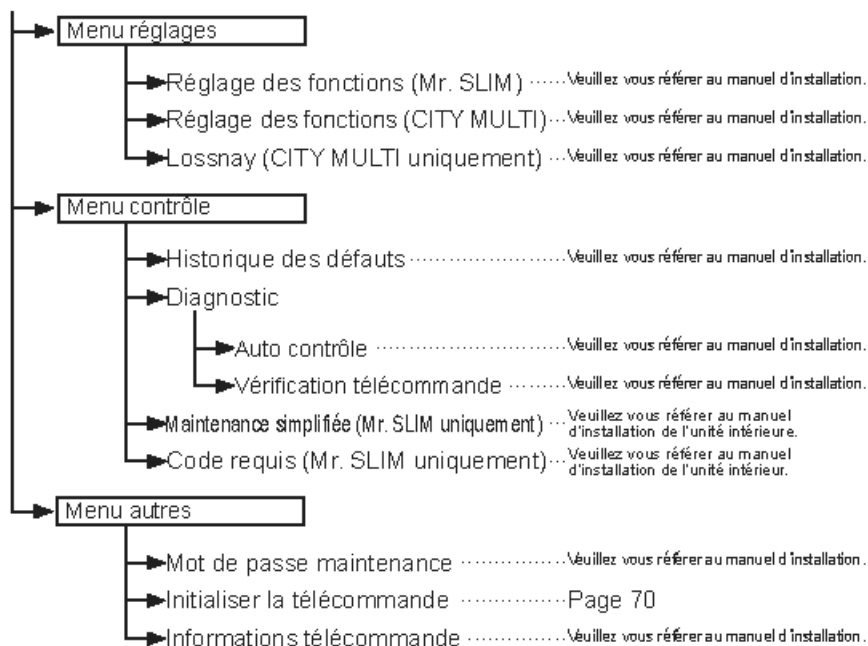 Menu réglages
Réglage des fonctions (Mr. SLIM) ······ Veuillez vous référer au manuel d'installation.
Réglage des fonctions (CITY MULTI) ··· Veuillez vous référer au manuel d'installation.
Lossnay (CITY MULTI uniquement) ··· Veuillez vous référer au manuel d'installation.
Menu contrôle
Historique des défauts ······················ Veuillez vous référer au manuel d'installation.
Diagnostic
Auto contrôle ··························· Veuillez vous référer au manuel d'installation.
Vérification télécommande ········ Veuillez vous référer au manuel d'installation.
Maintenance simplifiée (Mr. SLIM uniquement) ··· Veuillez vous référer au manuel
d'installation de l'unité intérieure.
Code requis (Mr. SLIM uniquement) ··· Veuillez vous référer au manuel
d'installation de l'unité intérieur.
Menu autres
Mot de passe maintenance ··············· Veuillez vous référer au manuel d'installation.
Initialiser la télécommande ··············· Page 70
Informations télécommande ·············· Veuillez vous référer au manuel d'installation.